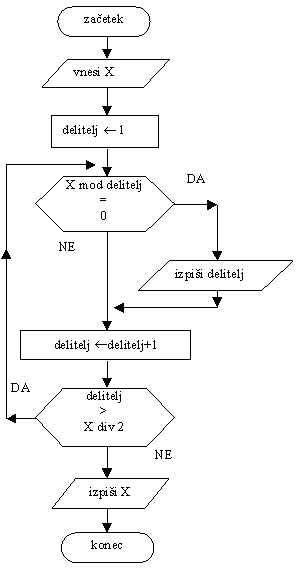 začetek
vnesi X
delitelj ← 1
X mod delitelj
=
0
DA
NE
izpiši delitelj
delitelj ←delitelj+1
DA
delitelj
>
X div 2
NE
izpiši X
konec